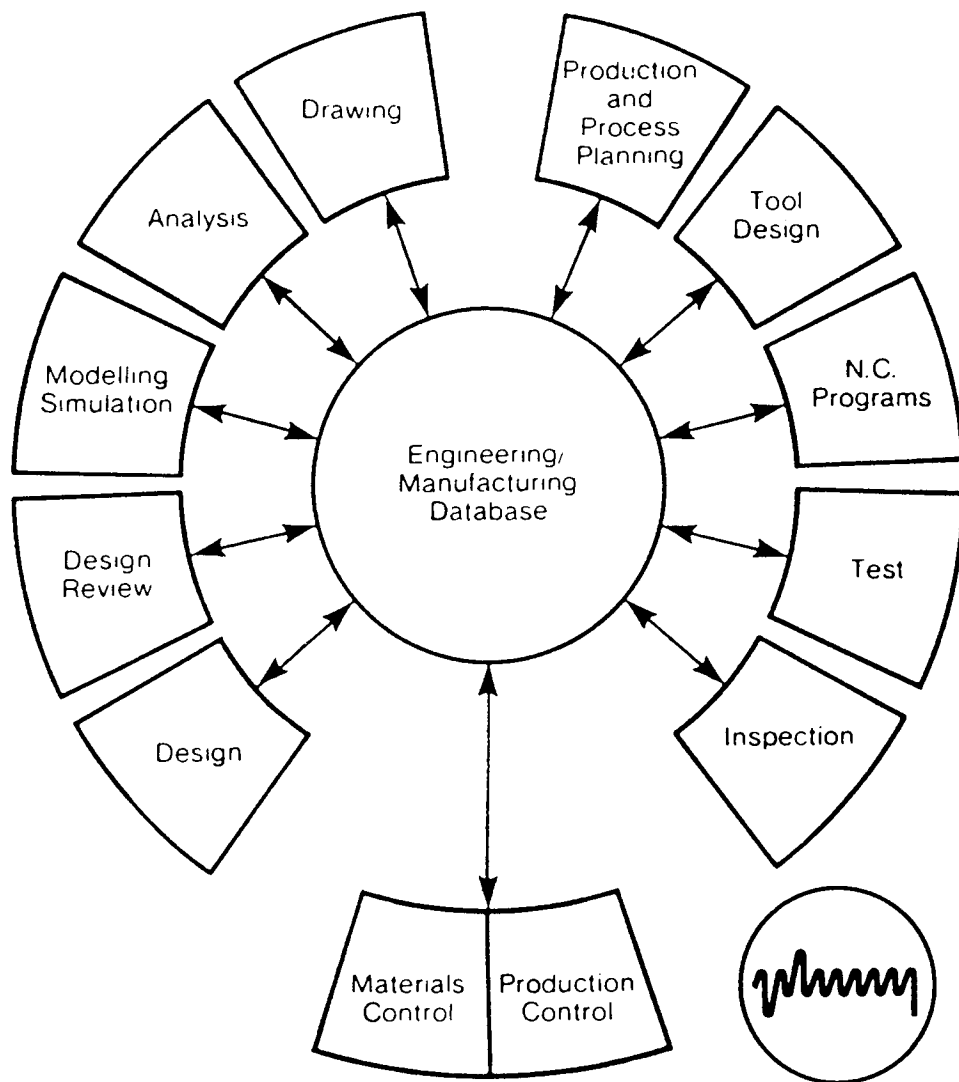 Drawing
Production
and
Process
Planning
Analysis
Tool
Design
Modelling
Simulation
N.C.
Programs
Engineering/
Manufacturing
Database
Design
Review
Test
Design
Inspection
Materials
Control
Production
Control